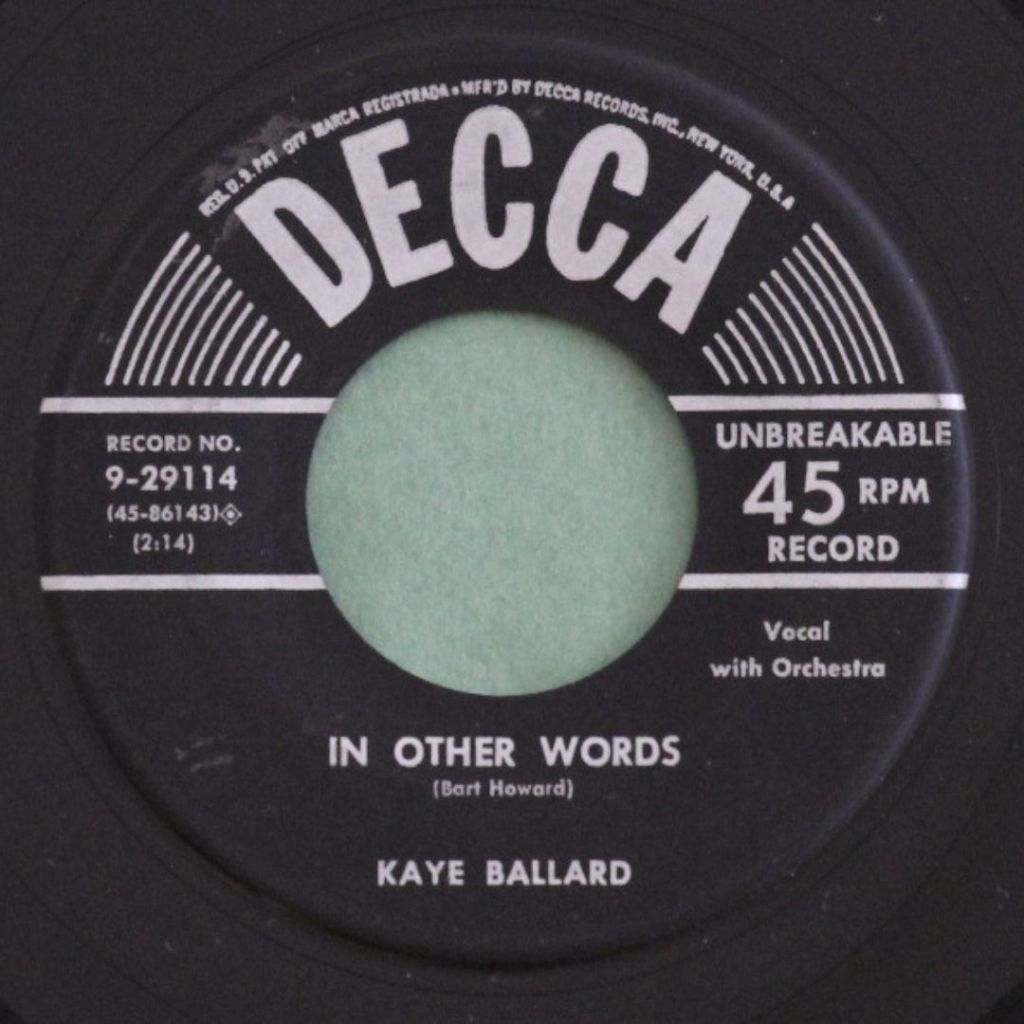 REG. U.S. PAT OFF MARCA REGISTRADA • MFR'D BY DECCA RECORDS, INC., NEW YORK, U.S.A
DECCA
RECORD NO.
9-29114
(45-86143)
(2:14)
UNBREAKABLE
45 RPM
RECORD
Vocal
with Orchestra
IN OTHER WORDS
(Bart Howard)
KAYE BALLARD